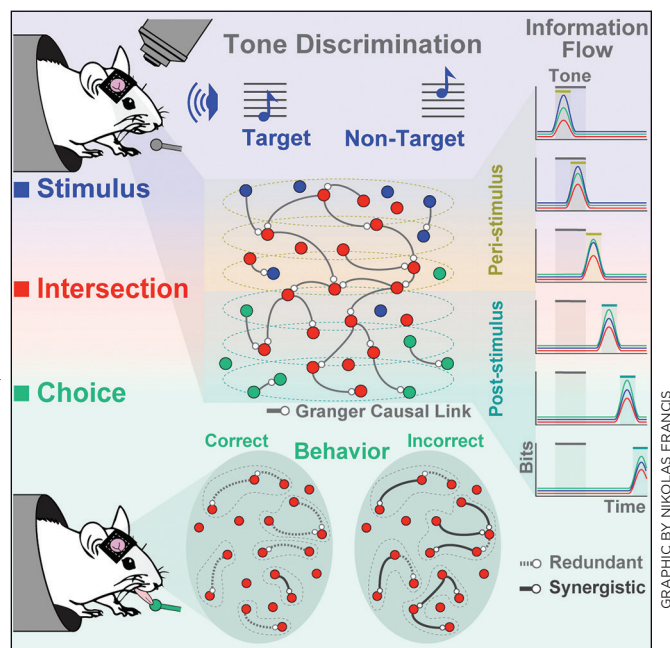 Tone Discrimination
Information
Flow
Tone
Target
Non-Target
Stimulus
Intersection
Choice
Peri-stimulus
Post-stimulus
Granger Causal Link
Behavior
Correct
Incorrect
Bits
Time
Redundant
Synergistic
GRAPHIC BY NIKOLAS FRANCIS